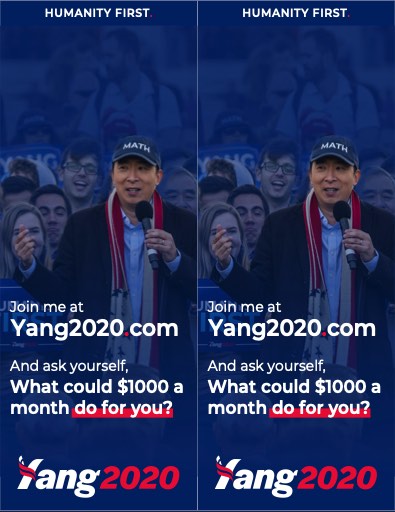 HUMANITY FIRST.
MATH
Join me at
Yang2020.com
And ask yourself,
What could $1000 a
month do for you?
Yang2020
HUMANITY FIRST.
MATH
Join me at
Yang2020.com
And ask yourself,
What could $1000 a
month do for you?
Yang2020